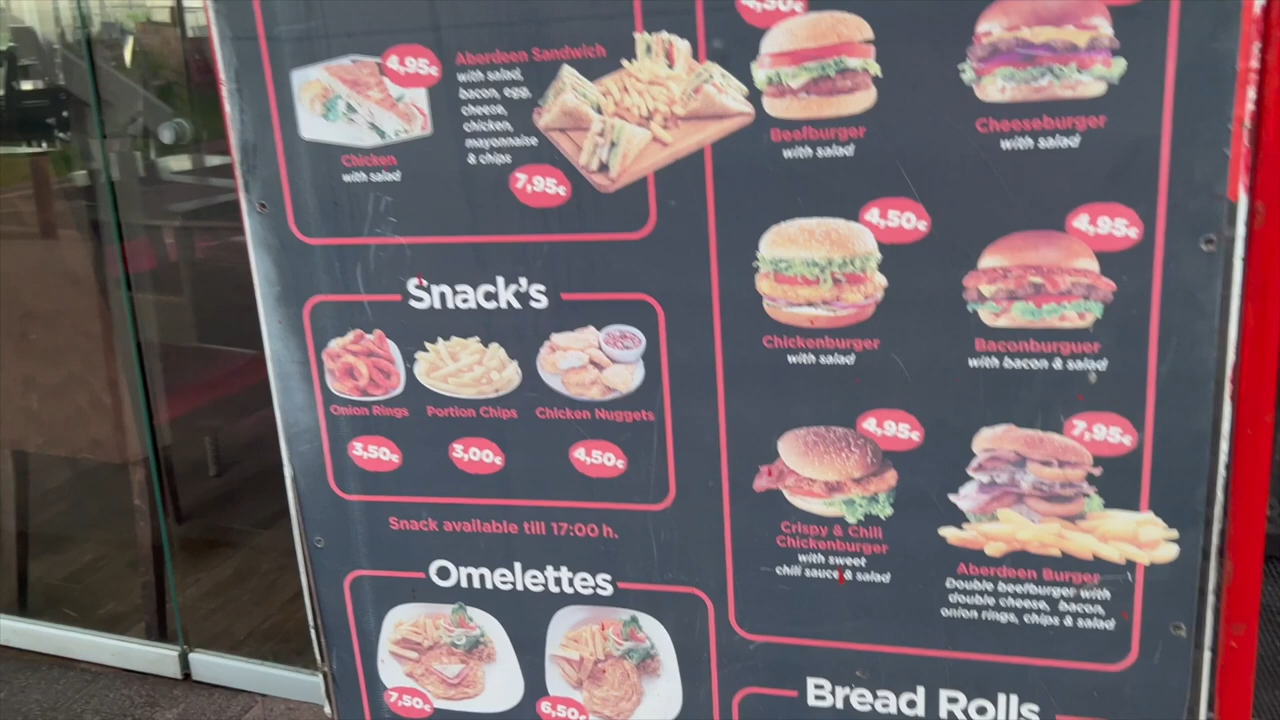 4,95€
Chicken
with salad
Aberdeen Sandwich
with salad,
bacon, egg,
cheese,
chicken,
mayonnaise
& chips
7,95€
Snack's
Onion Rings
3,50€
Portion Chips
3,00€
Chicken Nuggets
4,50€
Snack available till 17:00 h.
Omelettes
7,50€
6,50€
Beefburger
with salad
Cheeseburger
with salad
4,50€
Chickenburger
with salad
4,95€
Baconburguer
with bacon & salad
4,95€
Crispy & Chili
Chickenburger
with sweet
chili sauce & salad
7,95€
Aberdeen Burger
Double beefburger with
double cheese, bacon,
onion rings, chips & salad
Bread Rolls